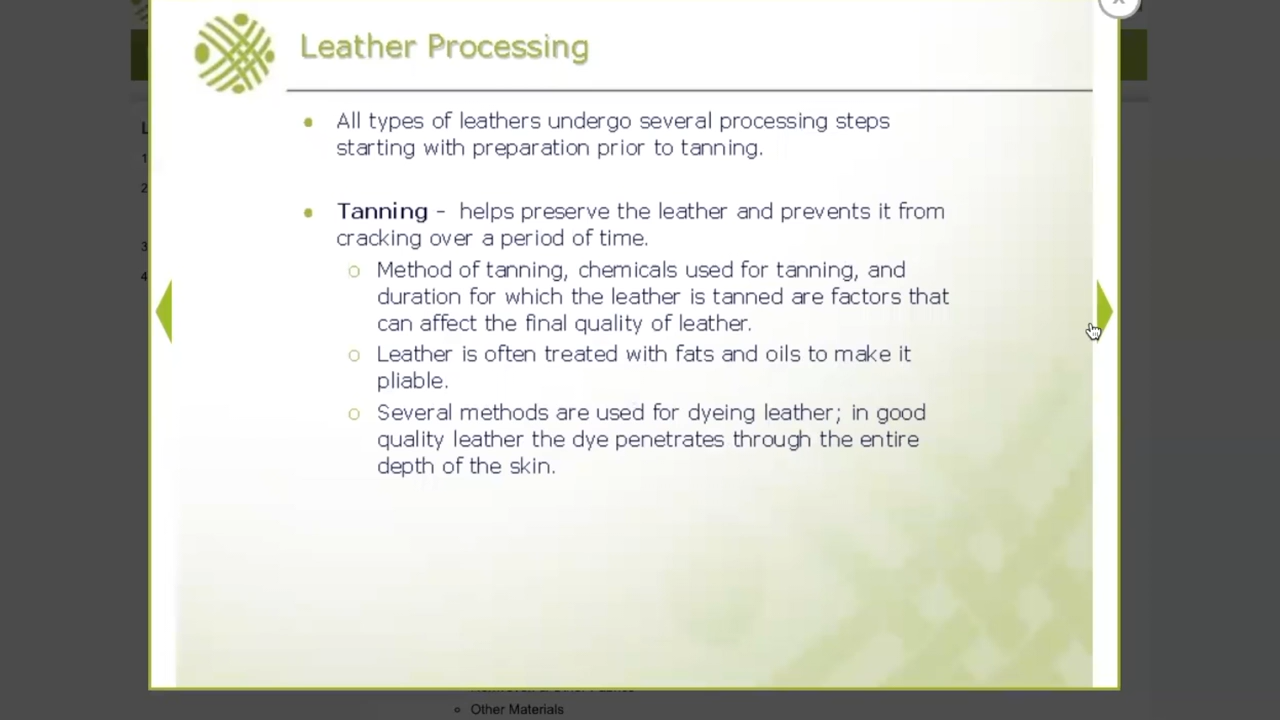 Leather Processing
• All types of leathers undergo several processing steps
starting with preparation prior to tanning.
• Tanning - helps preserve the leather and prevents it from
cracking over a period of time.
o Method of tanning, chemicals used for tanning, and
duration for which the leather is tanned are factors that
can affect the final quality of leather.
o Leather is often treated with fats and oils to make it
pliable.
o Several methods are used for dyeing leather; in good
quality leather the dye penetrates through the entire
depth of the skin.
L
1
2
3
4
Other Materials